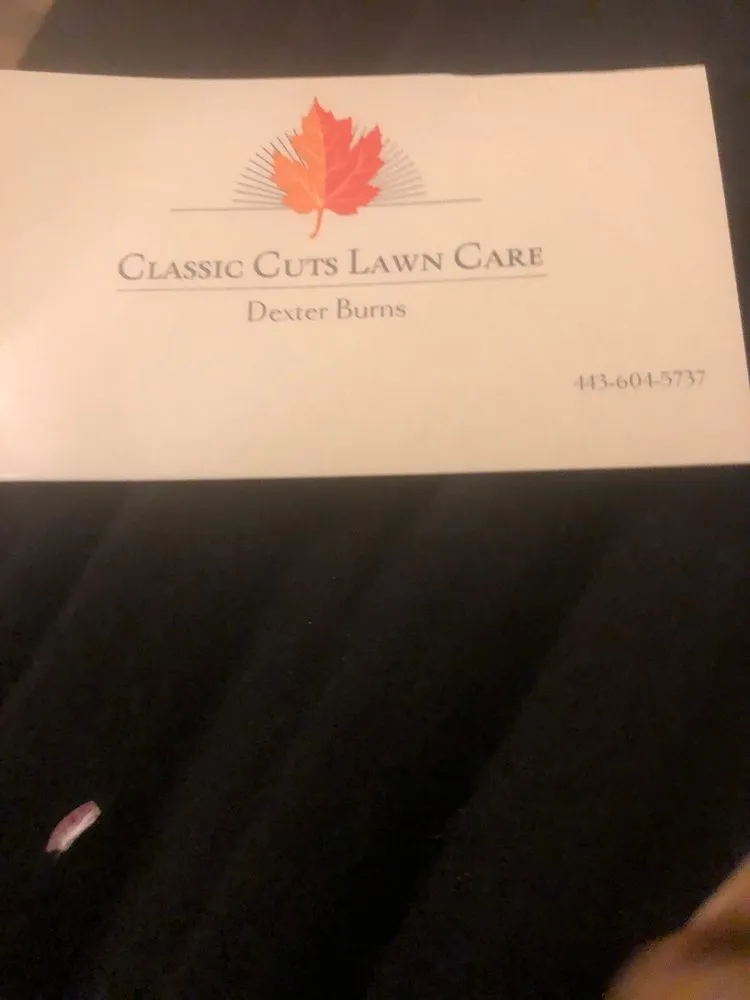 Classic Cuts Lawn Care
Dexter Burns
443-604-5737